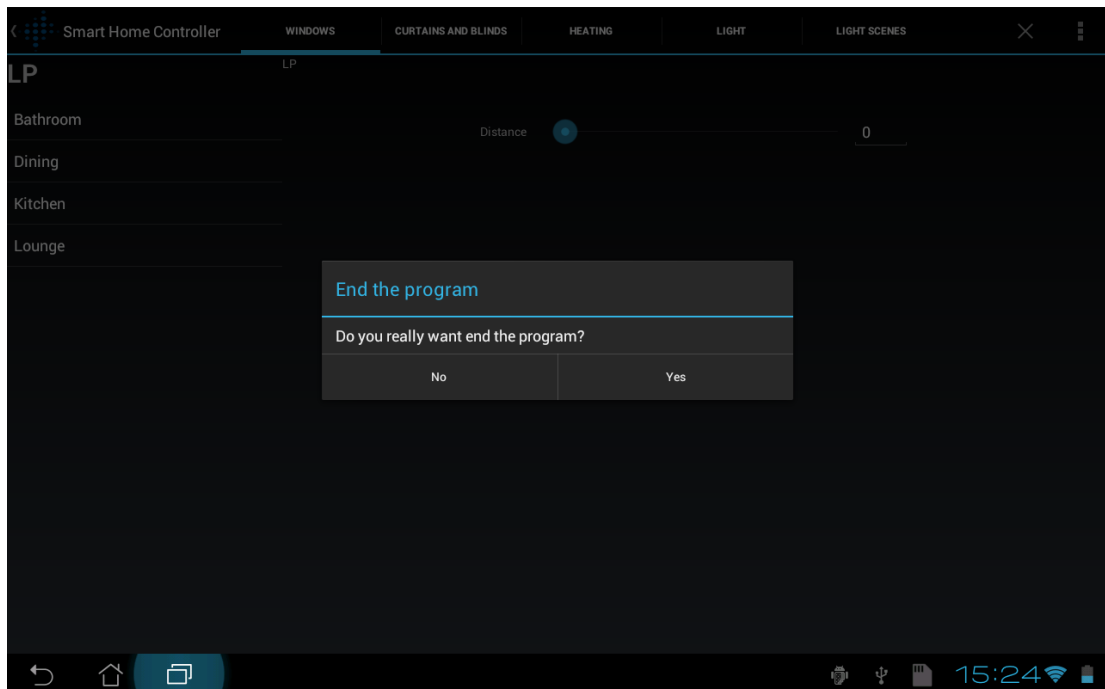 Smart Home Controller WINDOWS CURTAINS AND BLINDS HEATING LIGHT LIGHT SCENES
LP
LP
Bathroom
Distance 0
Dining
Kitchen
Lounge
End the program
Do you really want end the program?
No Yes
15:24